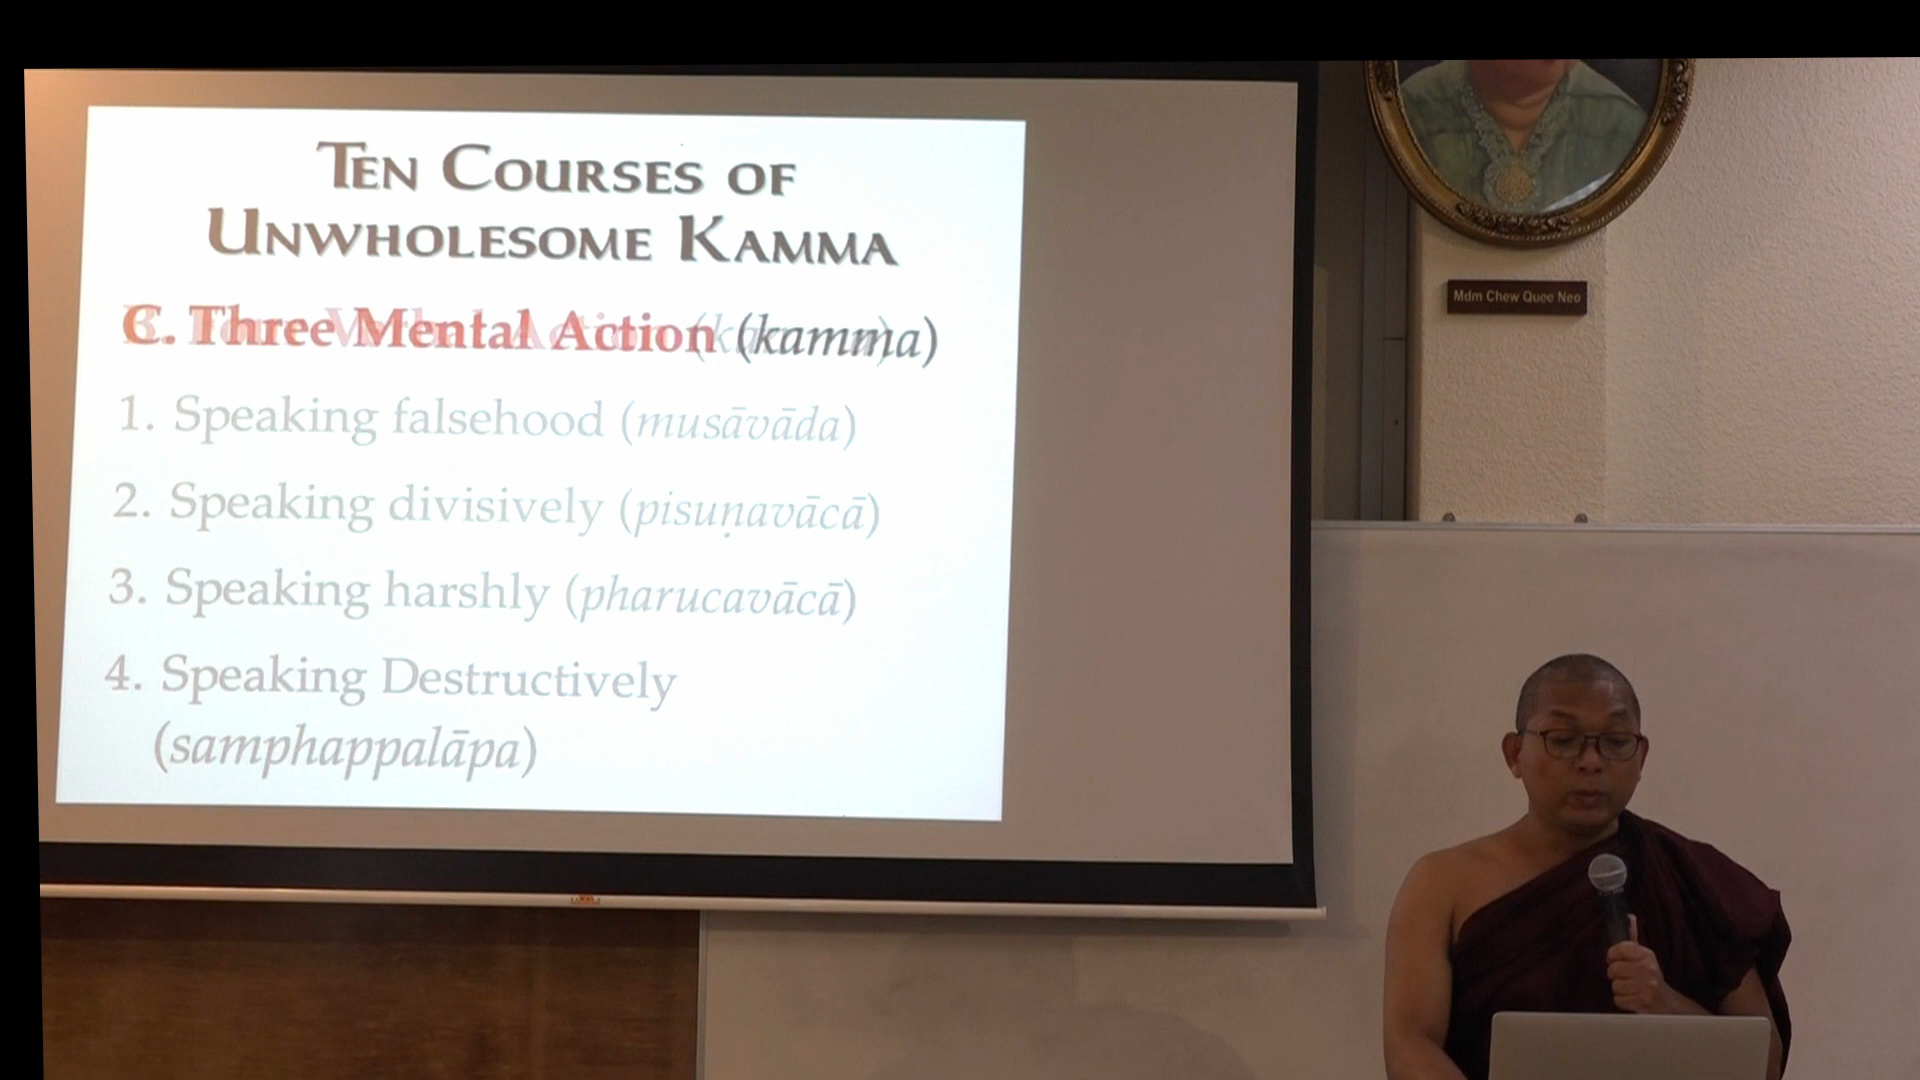 TEN COURSES OF
UNWHOLESOME KAMMA
C. Three Mental Action (kamma)
1. Speaking falsehood (musāvāda)
2. Speaking divisively (pisuṇavācā)
3. Speaking harshly (pharucavācā)
4. Speaking Destructively
(samphappalāpa)
Mdm Chew Quee Neo